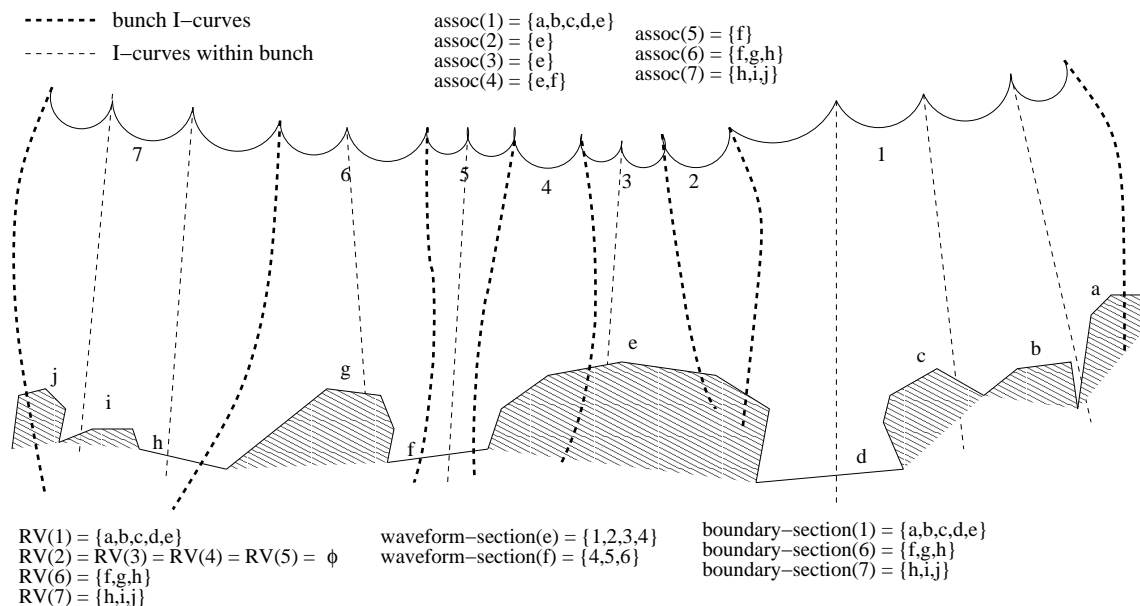 bunch I−curves
I−curves within bunch
assoc(1) = {a,b,c,d,e}
assoc(2) = {e}
assoc(3) = {e}
assoc(4) = {e,f}
assoc(5) = {f}
assoc(6) = {f,g,h}
assoc(7) = {h,i,j}
7
6
5
4
3
2
1
a
b
c
d
e
f
g
h
i
j
RV(1) = {a,b,c,d,e}
RV(2) = RV(3) = RV(4) = RV(5) = ϕ
RV(6) = {f,g,h}
RV(7) = {h,i,j}
waveform−section(e) = {1,2,3,4}
waveform−section(f) = {4,5,6}
boundary−section(1) = {a,b,c,d,e}
boundary−section(6) = {f,g,h}
boundary−section(7) = {h,i,j}